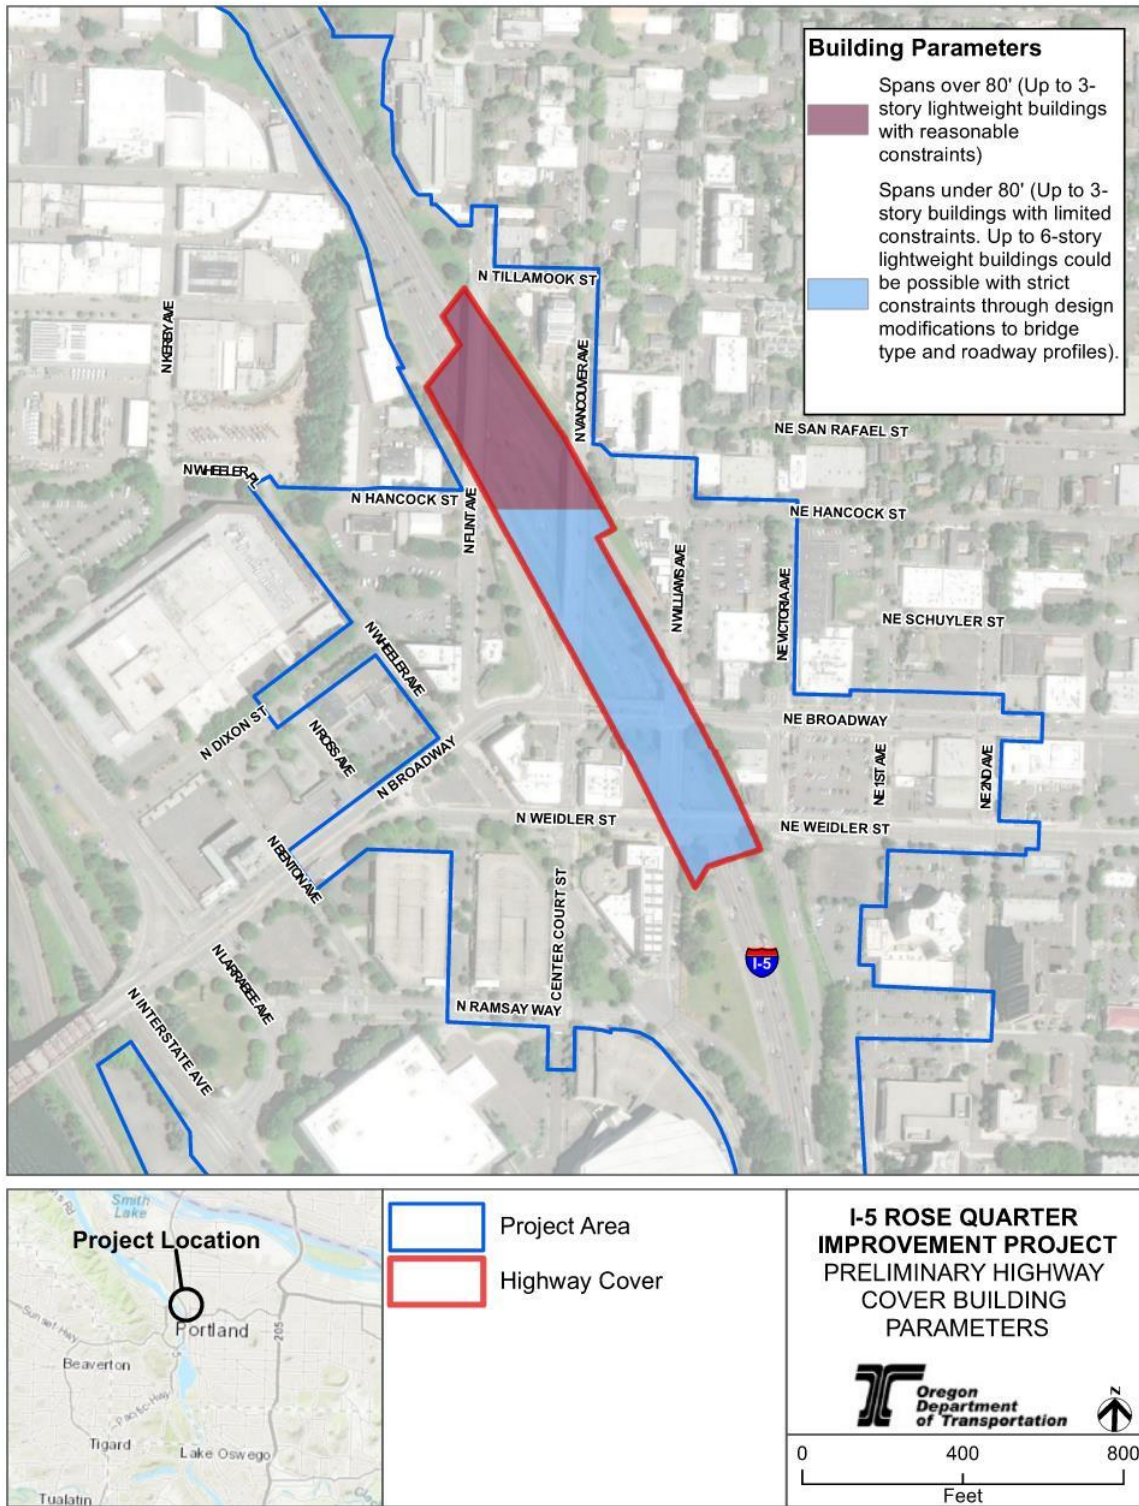 Building Parameters
Spans over 80' (Up to 3-
story lightweight buildings
with reasonable
constraints)
Spans under 80' (Up to 3-
story buildings with limited
constraints. Up to 6-story
lightweight buildings could
be possible with strict
constraints through design
modifications to bridge
type and roadway profiles).
N TILLAMOOK ST
N KERBY AVE
N VANCOUVER AVE
NE SAN RAFAEL ST
N WHEELER PL
N HANCOCK ST
N FLINT AVE
NE HANCOCK ST
N WILLIAMS AVE
NE VICTORIA AVE
NE SCHUYLER ST
N WHEELER AVE
N DIXON ST
N ROSS AVE
N BROADWAY
NE BROADWAY
NE 1ST AVE
NE 2ND AVE
N WEIDLER ST
NE WEIDLER ST
N BENTON AVE
CENTER COURT ST
N LARRABEE AVE
I-5
N RAMSAY WAY
N INTERSTATE AVE
Smith
Lake
Project Location
Portland
205
Sunset Hwy
Beaverton
5
Pacific Hwy
Tigard
Lake Oswego
Tualatin
Project Area
Highway Cover
I-5 ROSE QUARTER
IMPROVEMENT PROJECT
PRELIMINARY HIGHWAY
COVER BUILDING
PARAMETERS
Oregon
Department
of Transportation
N
0 400 800
Feet